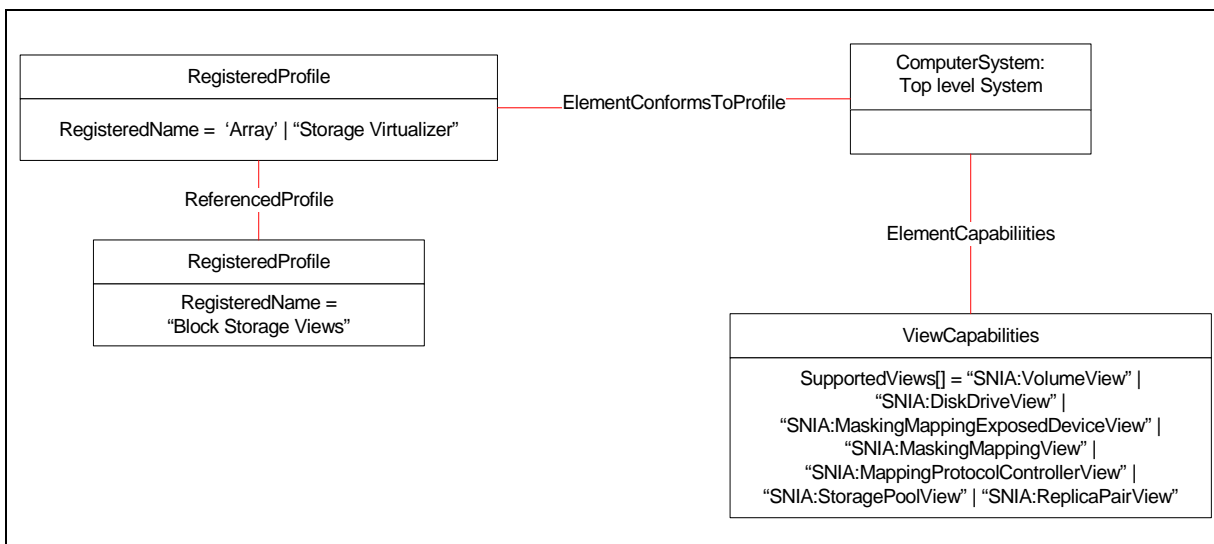 RegisteredProfile
RegisteredName = ‘Array’ | “Storage Virtualizer”
ElementConformsToProfile
ComputerSystem:
Top level System
ReferencedProfile
RegisteredProfile
RegisteredName =
“Block Storage Views”
ElementCapabiliities
ViewCapabilities
SupportedViews[] = “SNIA:VolumeView” |
“SNIA:DiskDriveView” |
“SNIA:MaskingMappingExposedDeviceView” |
“SNIA:MaskingMappingView” |
“SNIA:MappingProtocolControllerView” |
“SNIA:StoragePoolView” | “SNIA:ReplicaPairView”